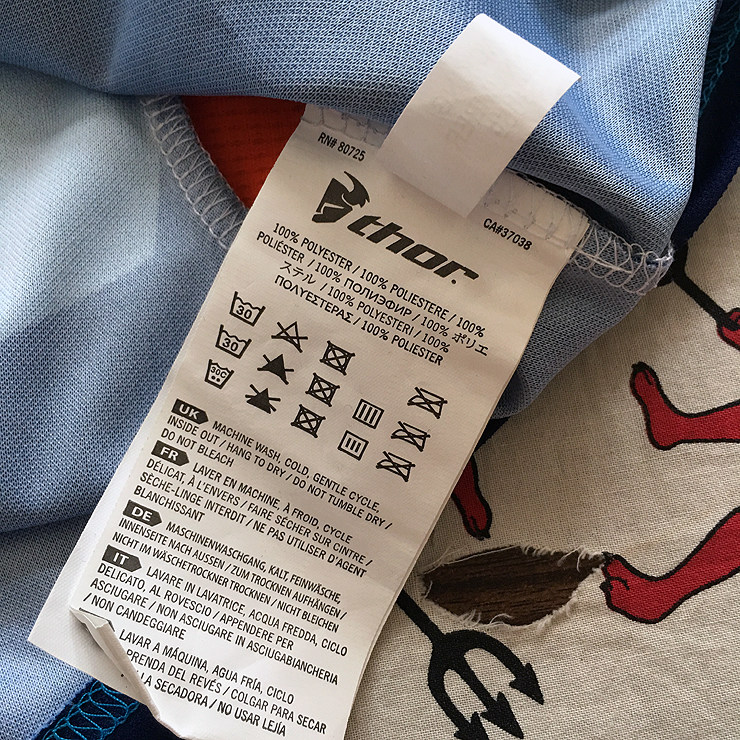 RN# 80725
CA#37038
thor.
100% POLYESTER / 100% POLIESTERE / 100%
POLIÉSTER / 100% ПОЛИЭФИР / 100% ポリエ
ステル / 100% POLYESTERI / 100%
ΠΟΛΥΕΣΤΕΡΑΣ / 100% POLIESTER
30
30
30C
UK MACHINE WASH, COLD, GENTLE CYCLE,
INSIDE OUT / HANG TO DRY / DO NOT TUMBLE DRY /
DO NOT BLEACH
FR LAVER EN MACHINE, À FROID, CYCLE
DÉLICAT, À L'ENVERS / FAIRE SÉCHER SUR CINTRE /
SÈCHE-LINGE INTERDIT / NE PAS UTILISER D'AGENT
BLANCHISSANT
DE MASCHINENWASCHGANG, KALT, FEINWÄSCHE,
INNENSEITE NACH AUSSEN / ZUM TROCKNEN AUFHÄNGEN /
NICHT IM WÄSCHETROCKNER TROCKNEN / NICHT BLEICHEN
IT LAVARE IN LAVATRICE, ACQUA FREDDA, CICLO
DELICATO, AL ROVESCIO / APPENDERE PER
ASCIUGARE / NON ASCIUGARE IN ASCIUGABIANCHERIA
/ NON CANDEGGIARE
LAVAR A MÁQUINA, AGUA FRÍA, CICLO
PRENDA DEL REVÉS / COLGAR PARA SECAR
LA SECADORA / NO USAR LEJÍA